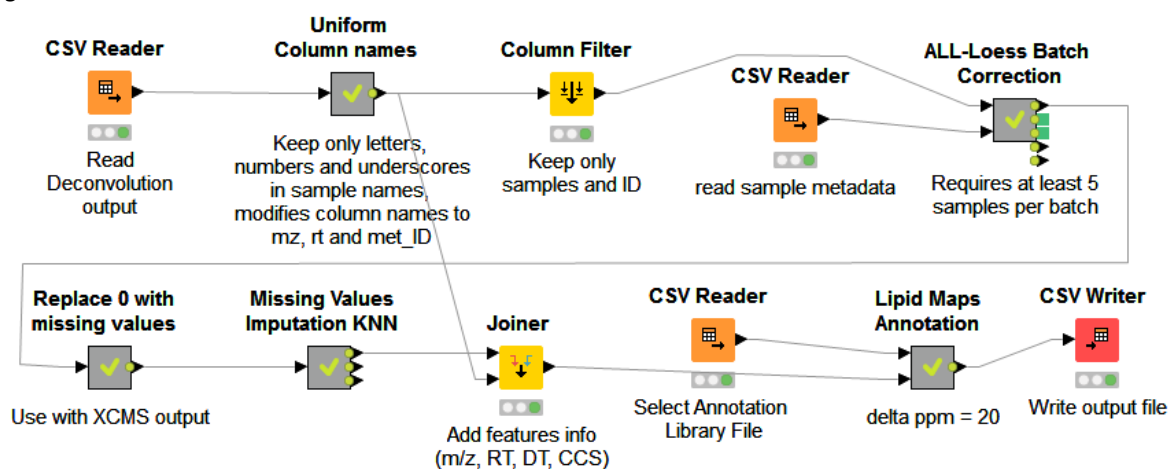 CSV Reader
Read
Deconvolution
output
Uniform
Column names
Keep only letters,
numbers and underscores
in sample names,
modifies column names to
mz, rt and met_ID
Column Filter
Keep only
samples and ID
CSV Reader
read sample metadata
ALL-Loess Batch
Correction
Requires at least 5
samples per batch
Replace 0 with
missing values
Use with XCMS output
Missing Values
Imputation KNN
Joiner
Add features info
(m/z, RT, DT, CCS)
CSV Reader
Select Annotation
Library File
Lipid Maps
Annotation
delta ppm = 20
CSV Writer
Write output file